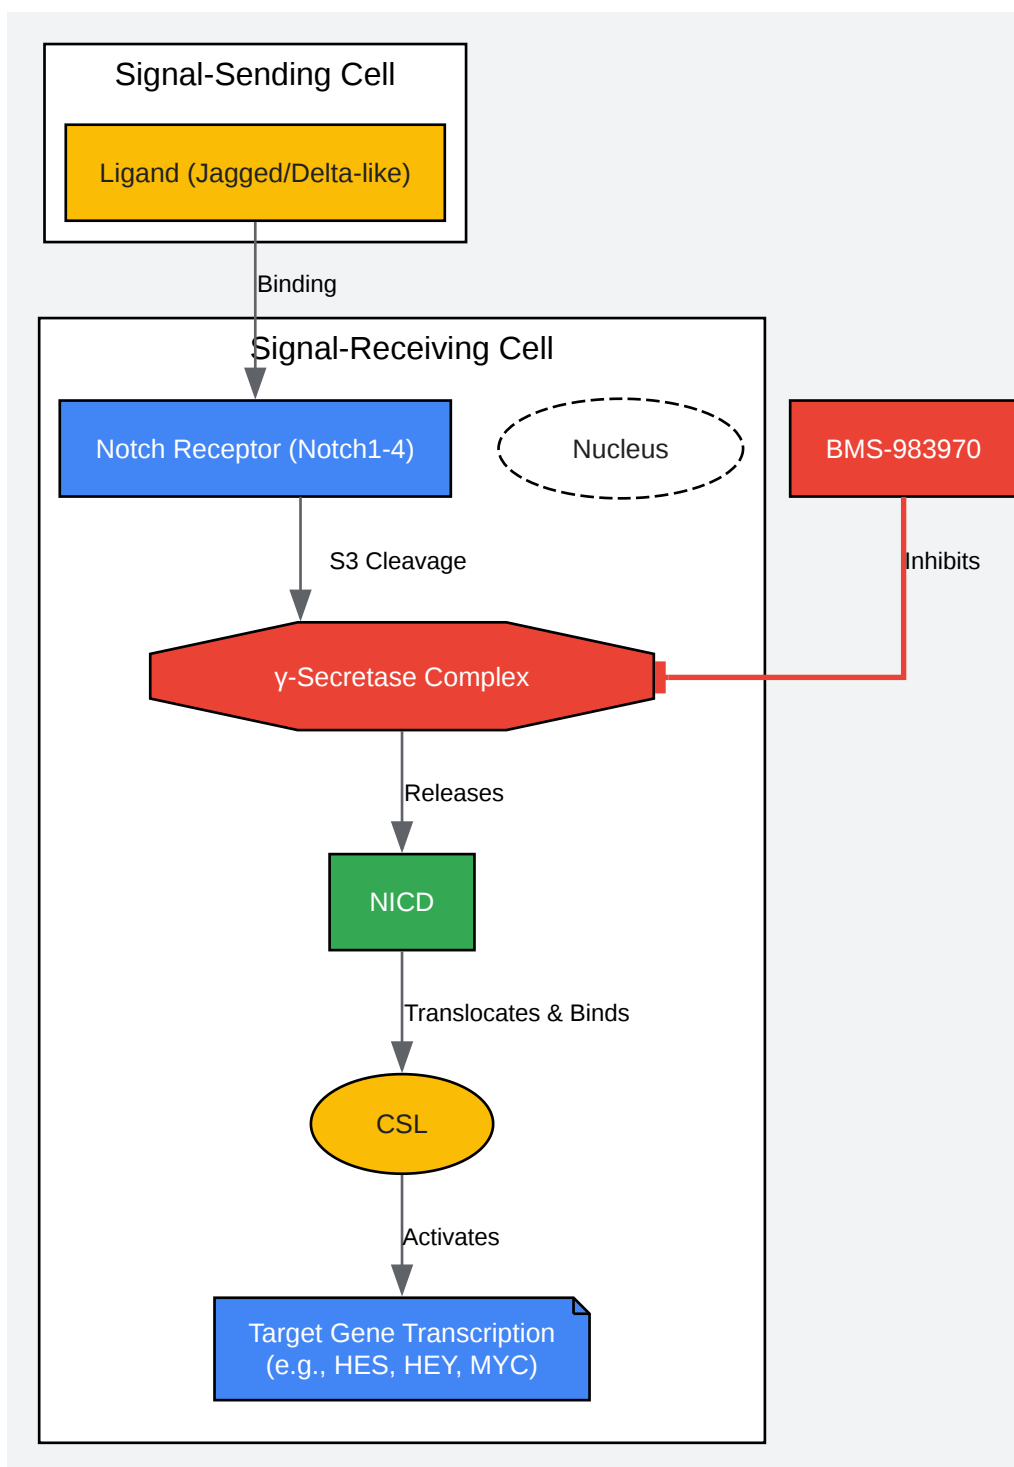 Signal-Sending Cell
Ligand (Jagged/Delta-like)
Binding
Signal-Receiving Cell
Notch Receptor (Notch1-4)
Nucleus
BMS-983970
S3 Cleavage
Inhibits
γ-Secretase Complex
Releases
NICD
Translocates & Binds
CSL
Activates
Target Gene Transcription
(e.g., HES, HEY, MYC)